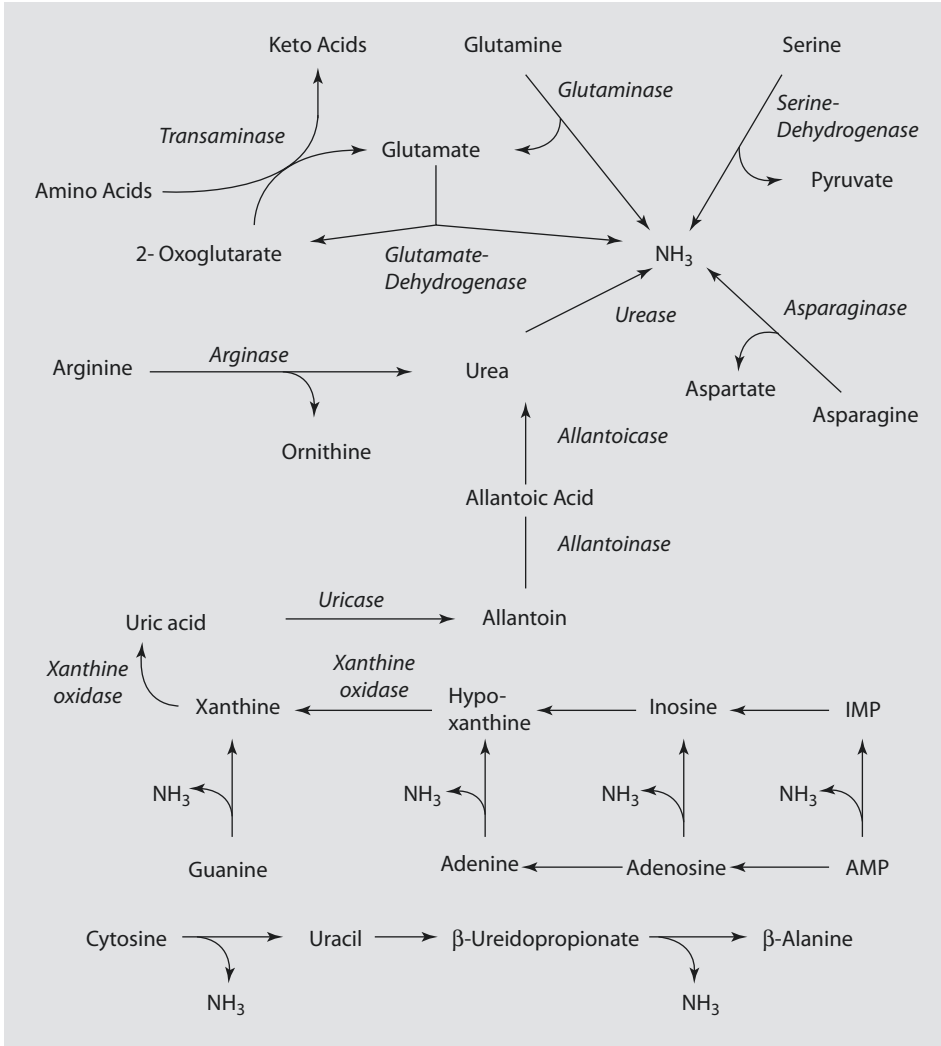 Keto Acids
Glutamine
Serine
Glutaminase
Serine-
Dehydrogenase
Transaminase
Glutamate
Pyruvate
Amino Acids
2- Oxoglutarate
Glutamate-
Dehydrogenase
NH3
Urease
Asparaginase
Arginine
Arginase
Urea
Aspartate
Asparagine
Ornithine
Allantoicase
Allantoic Acid
Allantoinase
Uric acid
Uricase
Allantoin
Xanthine
oxidase
Xanthine
oxidase
Xanthine
Hypo-
xanthine
Inosine
IMP
NH3
NH3
NH3
NH3
Guanine
Adenine
Adenosine
AMP
Cytosine
Uracil
β-Ureidopropionate
β-Alanine
NH3
NH3